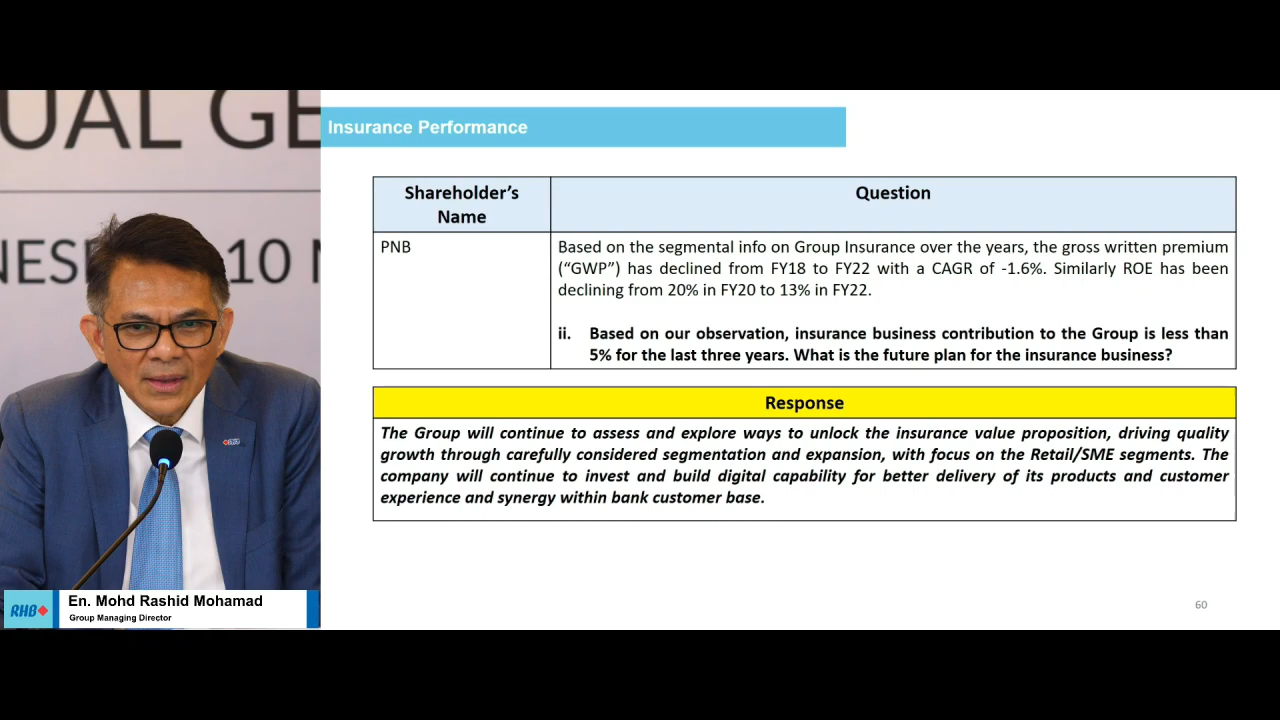 UAL GE
10
Insurance Performance
Shareholder's
Name
Question
PNB
Based on the segmental info on Group Insurance over the years, the gross written premium
("GWP") has declined from FY18 to FY22 with a CAGR of -1.6%. Similarly ROE has been
declining from 20% in FY20 to 13% in FY22.
ii. Based on our observation, insurance business contribution to the Group is less than
5% for the last three years. What is the future plan for the insurance business?
Response
The Group will continue to assess and explore ways to unlock the insurance value proposition, driving quality
growth through carefully considered segmentation and expansion, with focus on the Retail/SME segments. The
company will continue to invest and build digital capability for better delivery of its products and customer
experience and synergy within bank customer base.
RHB
En. Mohd Rashid Mohamad
Group Managing Director
60